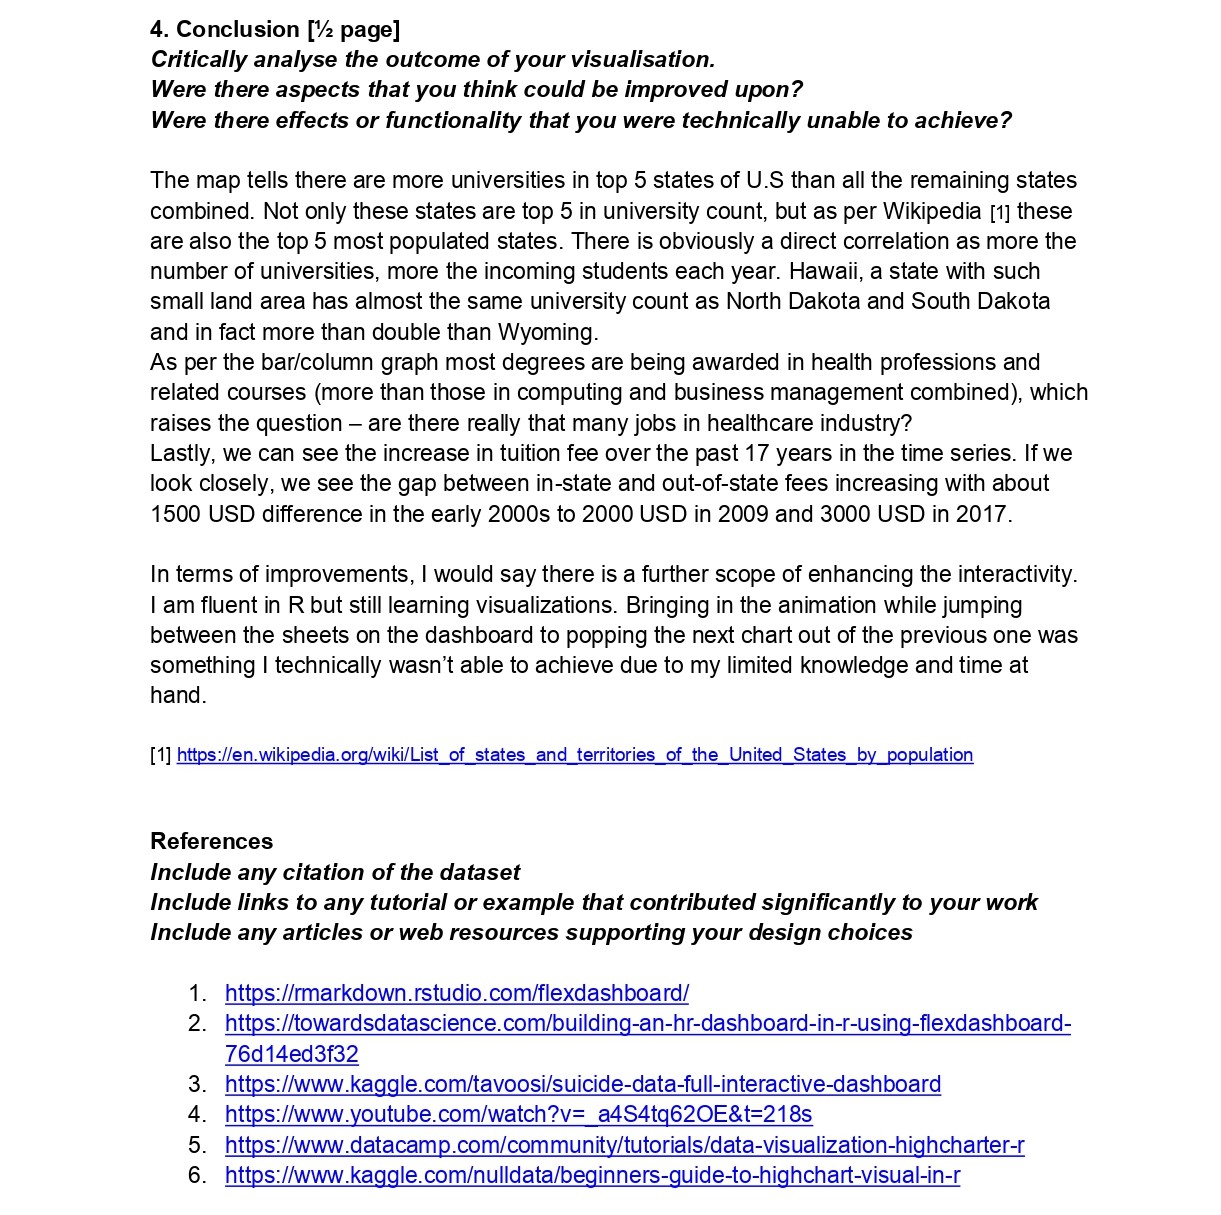 4. Conclusion [½ page]
Critically analyse the outcome of your visualisation.
Were there aspects that you think could be improved upon?
Were there effects or functionality that you were technically unable to achieve?
The map tells there are more universities in top 5 states of U.S than all the remaining states
combined. Not only these states are top 5 in university count, but as per Wikipedia [1] these
are also the top 5 most populated states. There is obviously a direct correlation as more the
number of universities, more the incoming students each year. Hawaii, a state with such
small land area has almost the same university count as North Dakota and South Dakota
and in fact more than double than Wyoming.
As per the bar/column graph most degrees are being awarded in health professions and
related courses (more than those in computing and business management combined), which
raises the question – are there really that many jobs in healthcare industry?
Lastly, we can see the increase in tuition fee over the past 17 years in the time series. If we
look closely, we see the gap between in-state and out-of-state fees increasing with about
1500 USD difference in the early 2000s to 2000 USD in 2009 and 3000 USD in 2017.
In terms of improvements, I would say there is a further scope of enhancing the interactivity.
I am fluent in R but still learning visualizations. Bringing in the animation while jumping
between the sheets on the dashboard to popping the next chart out of the previous one was
something I technically wasn't able to achieve due to my limited knowledge and time at
hand.
[1] https://en.wikipedia.org/wiki/List_of_states_and_territories_of_the_United_States_by_population
References
Include any citation of the dataset
Include links to any tutorial or example that contributed significantly to your work
Include any articles or web resources supporting your design choices
1. https://rmarkdown.rstudio.com/flexdashboard/
2. https://towardsdatascience.com/building-an-hr-dashboard-in-r-using-flexdashboard-
76d14ed3f32
3. https://www.kaggle.com/tavoosi/suicide-data-full-interactive-dashboard
4. https://www.youtube.com/watch?v=_a4S4tq62OE&t=218s
5. https://www.datacamp.com/community/tutorials/data-visualization-highcharter-r
6. https://www.kaggle.com/nulldata/beginners-guide-to-highchart-visual-in-r